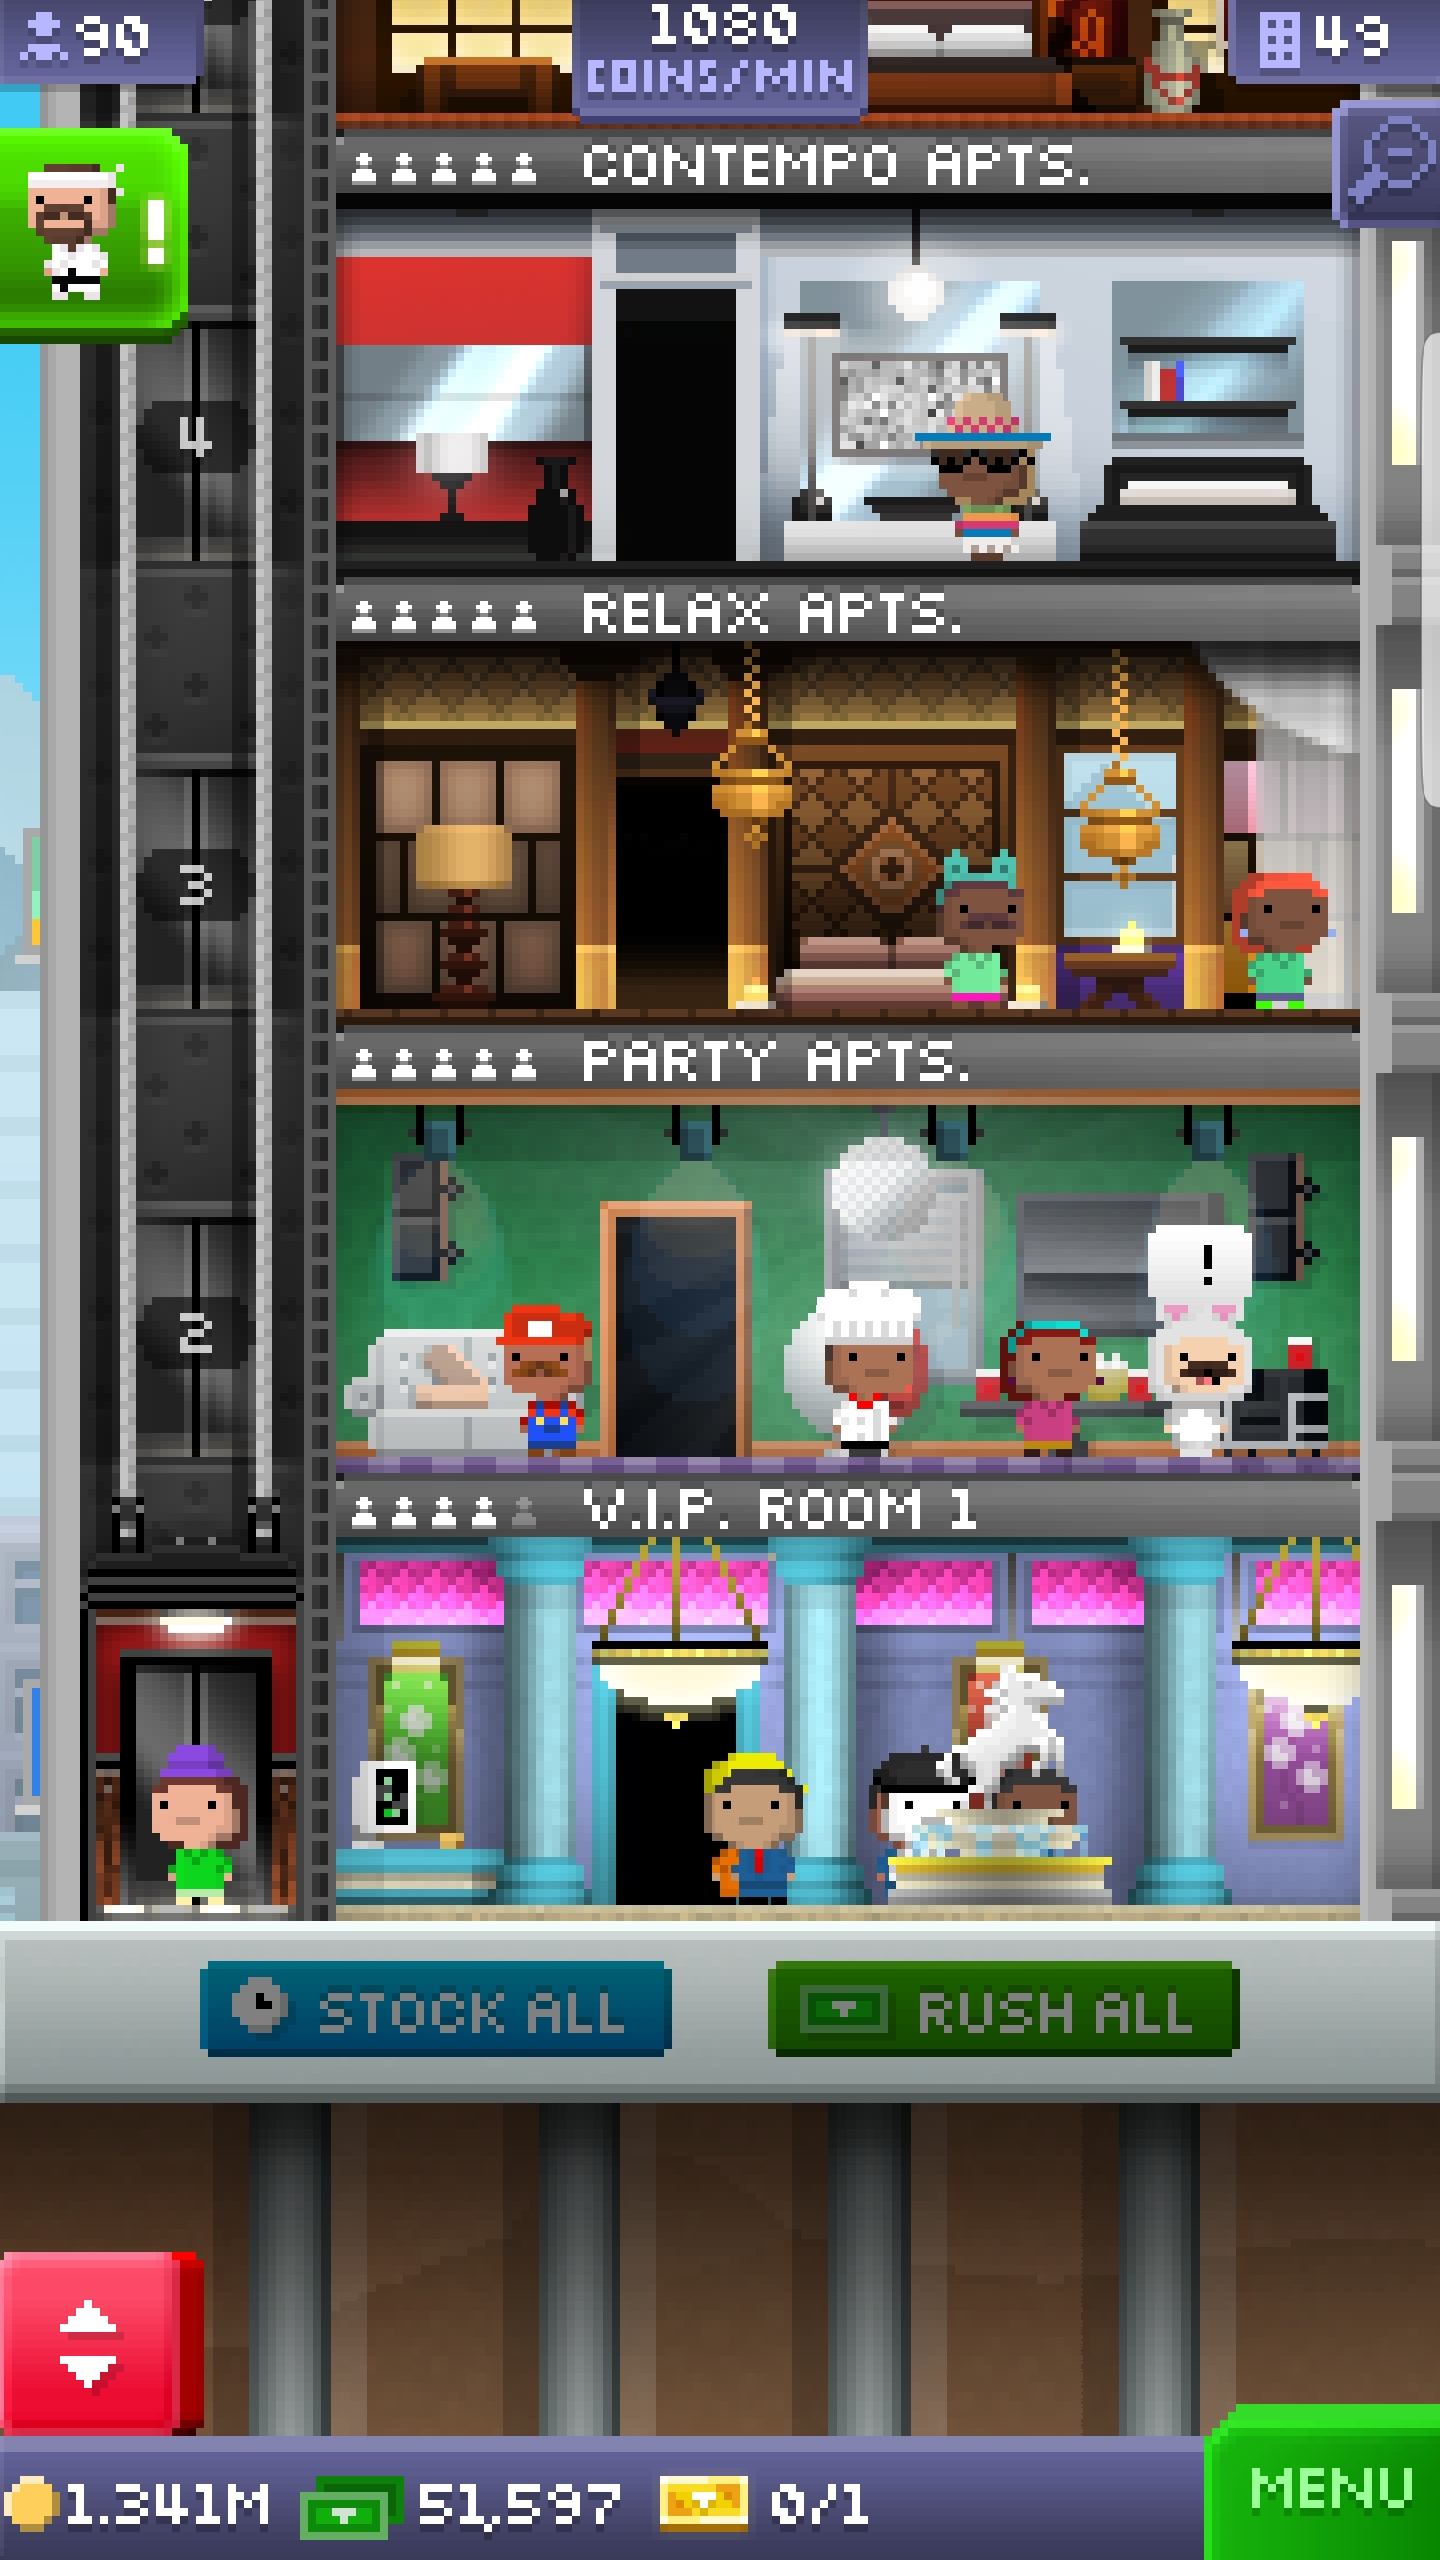 90
1080
COINS/MIN
49
!
CONTEMPO APTS.
4
RELAX APTS.
3
PARTY APTS.
!
2
V.I.P. ROOM 1
STOCK ALL
RUSH ALL
1.341M
51,597
0/1
MENU